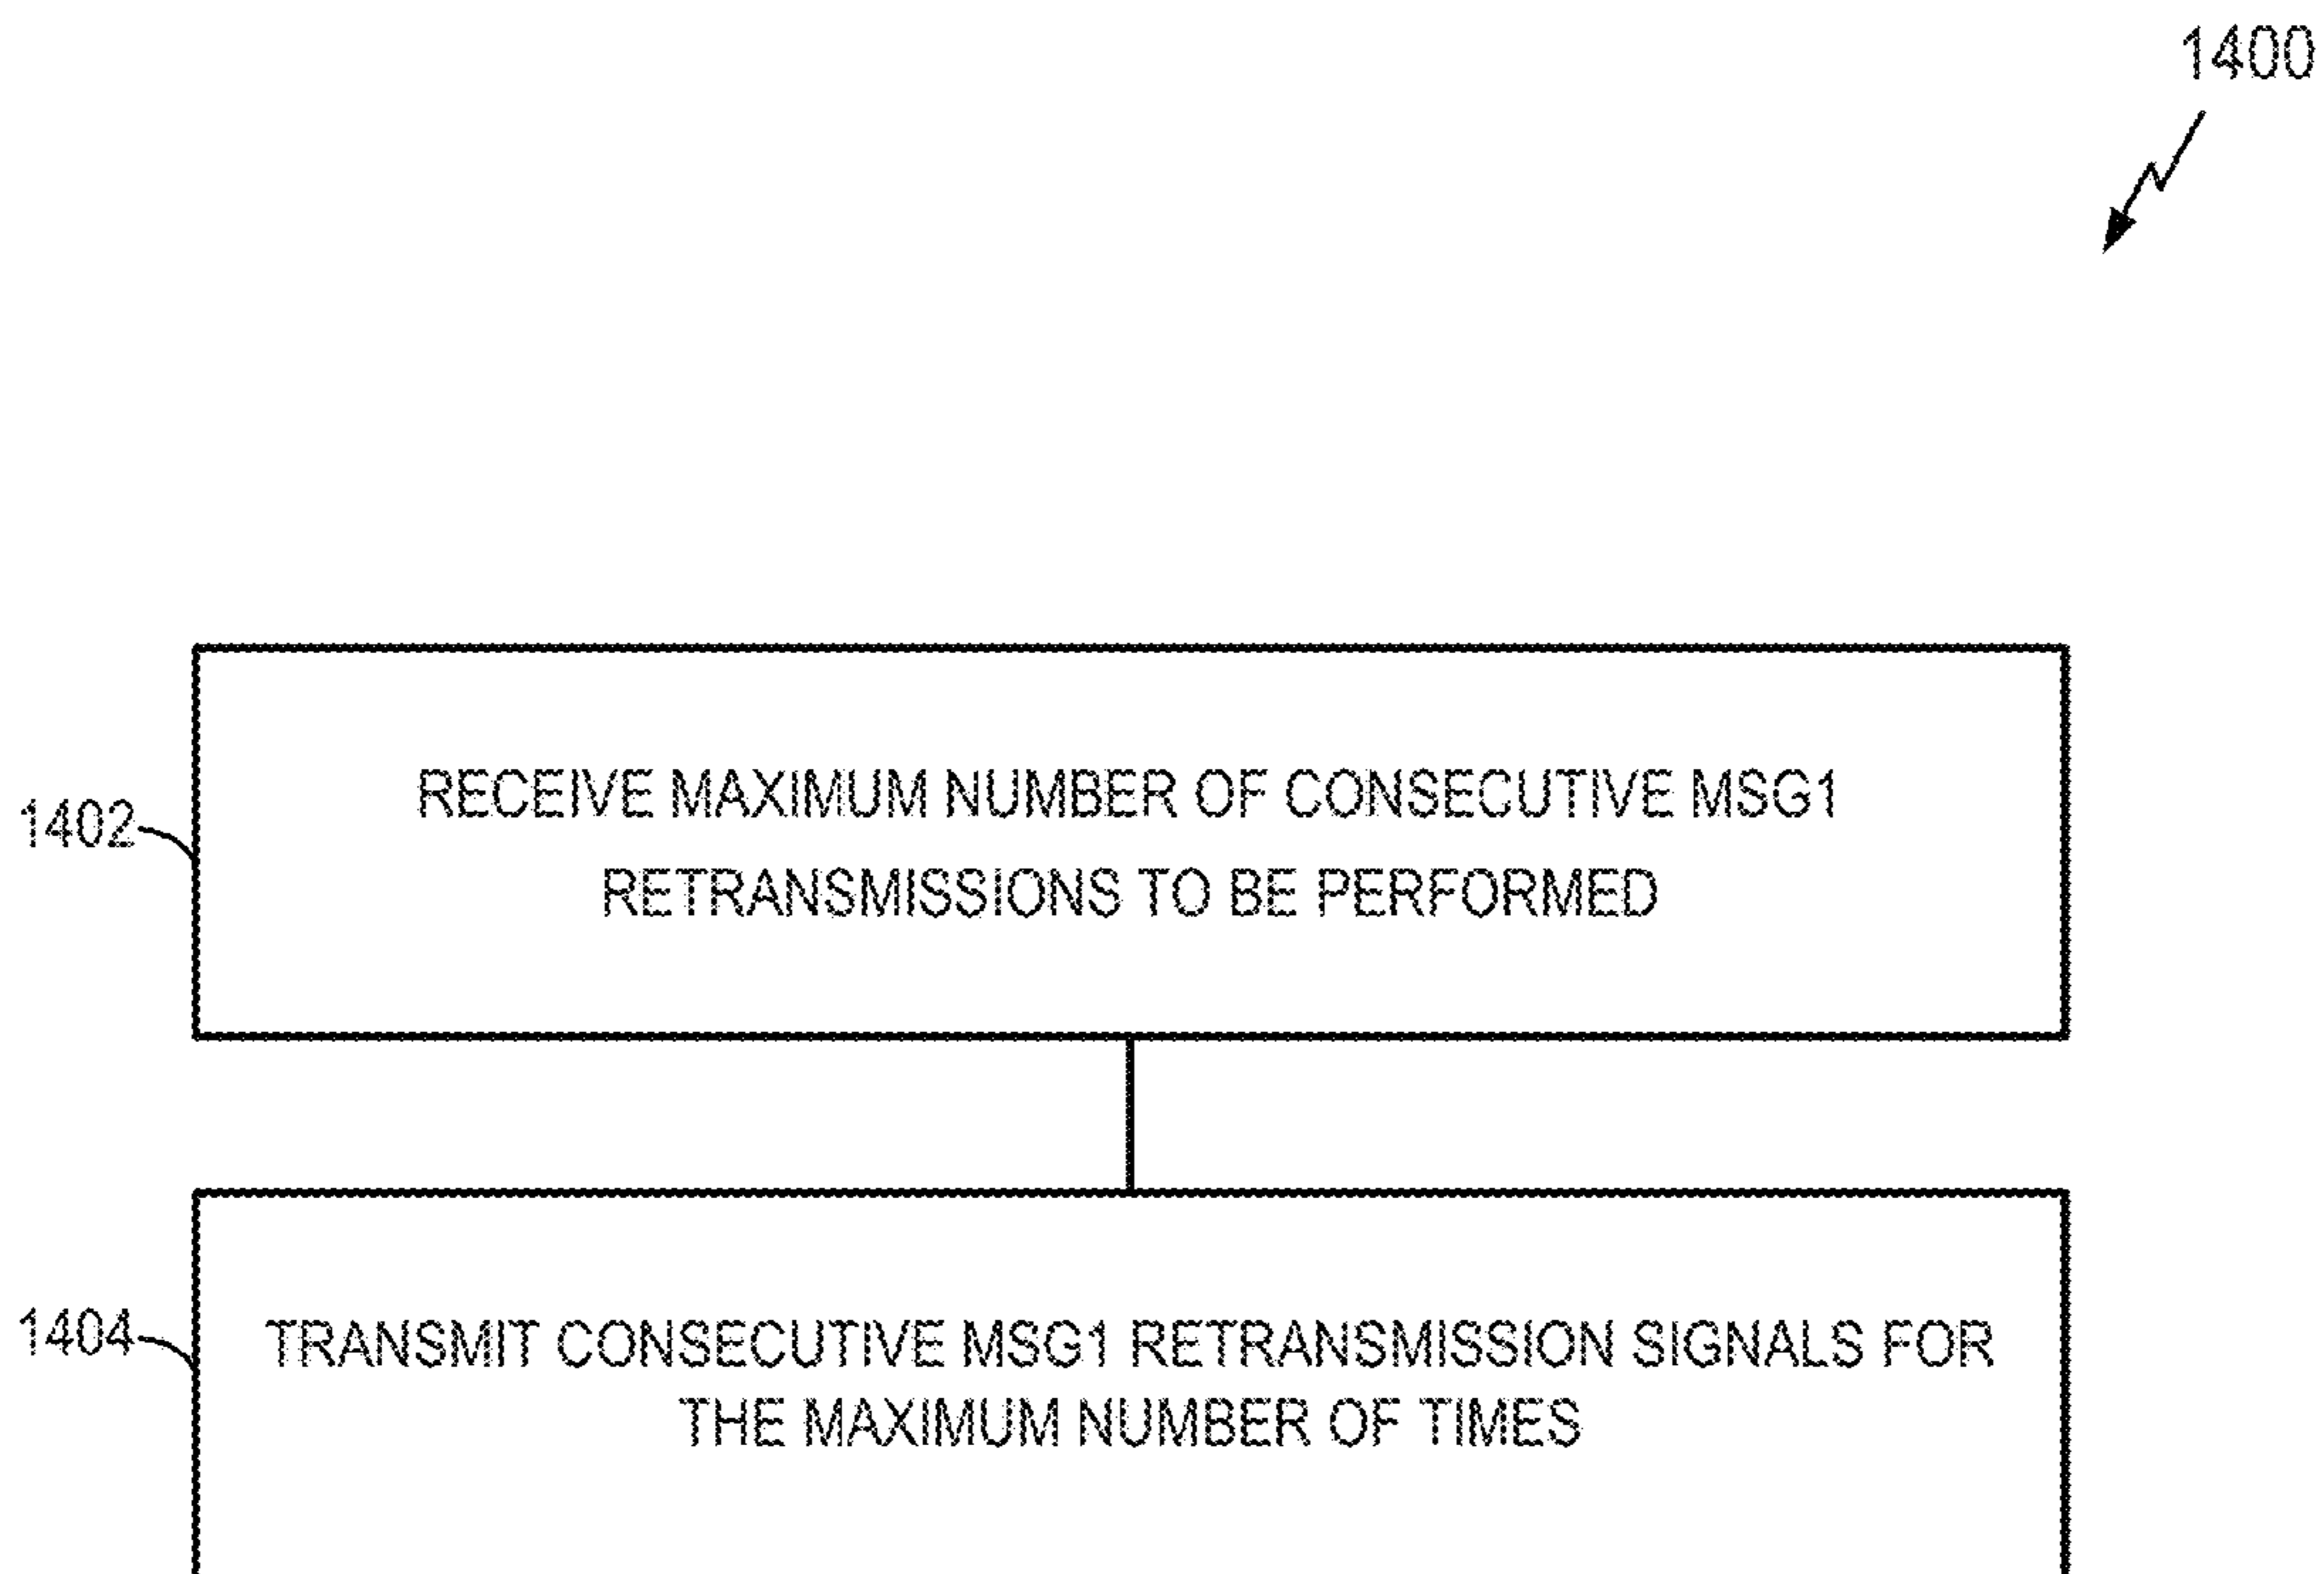 1400
1402
RECEIVE MAXIMUM NUMBER OF CONSECUTIVE MSG1
RETRANSMISSIONS TO BE PERFORMED
1404
TRANSMIT CONSECUTIVE MSG1 RETRANSMISSION SIGNALS FOR
THE MAXIMUM NUMBER OF TIMES